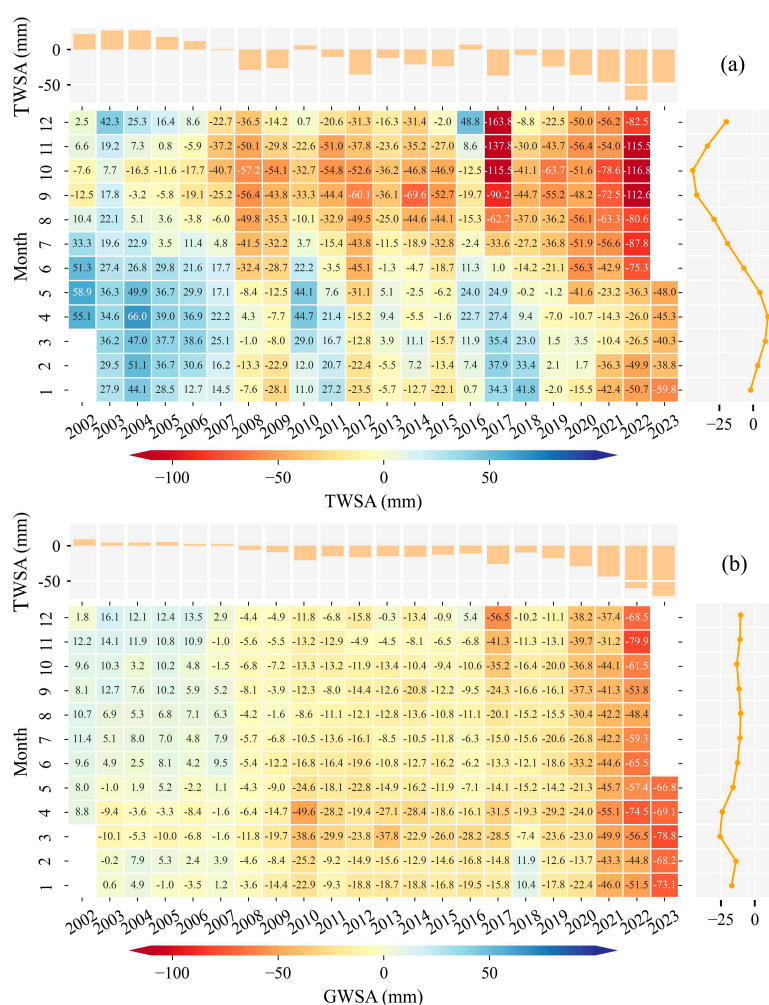 TWSA (mm)
0
−50
(a)
12 2.5 42.3 25.3 16.4 8.6 -22.7 -36.5 -14.2 0.7 -20.6 -31.3 -16.3 -31.4 -2.0 48.8 -163.8 -8.8 -22.5 -50.0 -56.2 -82.5
11 6.6 19.2 7.3 0.8 -5.9 -37.2 -50.1 -29.8 -22.6 -51.0 -37.8 -23.5 -27.7 -26.0 8.6 -137.8 -30.0 -43.7 -56.4 -54.0 -115.5
10 -7.6 7.7 -16.5 -11.6 -17.7 -40.7 -57.2 -54.1 -32.7 -54.8 -52.6 -36.2 -46.8 -46.9 -12.5 -115.5 -41.1 -63.7 -51.6 -78.6 -116.8
9 -12.5 17.8 -3.2 -5.8 -19.1 -25.2 -56.4 -43.8 -33.3 -44.4 -60.1 -36.1 -69.6 -52.7 -19.7 -90.2 -44.7 -55.2 -48.2 -72.5 -112.6
8 10.4 22.1 5.1 3.6 -3.8 -6.0 -49.8 -35.3 -10.1 -32.9 -49.5 -25.0 -44.6 -44.1 -15.3 -62.7 -37.0 -36.2 -56.1 -63.3 -80.6
7 33.3 19.6 22.9 3.5 11.4 4.8 -41.5 -32.2 3.7 -15.4 -43.8 -11.5 -18.9 -32.8 -2.4 -33.6 -27.2 -36.8 -51.9 -56.6 -87.8
6 51.3 27.4 26.8 29.8 21.6 17.7 -32.4 -28.7 22.2 -3.5 -45.1 -1.3 -4.7 -18.7 11.3 1.0 -14.2 -21.1 -56.3 -42.9 -75.3
5 58.9 36.3 49.9 36.7 29.9 17.1 -8.4 -12.5 44.1 7.6 -31.1 5.1 -2.5 -6.2 24.0 24.9 -0.2 -1.2 -41.6 -23.2 -36.3 -48.0
4 55.1 34.6 66.0 39.0 36.9 22.2 4.3 -7.7 44.7 21.4 -15.2 9.3 -4.6 -15.7 22.7 27.4 9.4 -7.0 -10.7 -14.3 -26.0 -45.3
3 36.2 47.0 37.7 38.6 25.1 -1.0 -8.0 29.0 16.7 -12.8 3.9 11.1 -15.7 11.9 35.4 23.0 1.4 3.5 -10.4 -26.5 -40.3
2 29.5 51.1 36.7 30.6 16.2 -13.3 -22.9 12.0 20.7 -22.4 -5.5 7.2 -13.4 7.4 37.9 33.4 2.1 1.7 -36.3 -49.9 -38.8
1 27.9 44.1 28.5 12.7 14.5 -7.6 -28.1 11.0 27.2 -23.5 -5.7 -12.7 -22.1 0.7 34.3 41.8 -2.0 -15.5 -42.4 -50.7 -59.8
Month
2002 2003 2004 2005 2006 2007 2008 2009 2010 2011 2012 2013 2014 2015 2016 2017 2018 2019 2020 2021 2022 2023
−25 0
−100 −50 0 50
TWSA (mm)
TWSA (mm)
0
−50
(b)
12 1.8 16.1 12.1 12.4 13.5 2.9 -4.4 -4.9 -11.8 -6.8 -15.8 -0.3 -13.4 -0.9 5.4 -56.5 -10.2 -11.1 -38.2 -37.4 -68.5
11 12.2 14.1 11.9 10.8 10.9 -1.0 -5.6 -5.5 -13.2 -12.9 -4.9 -4.5 -8.1 -6.5 -6.8 -41.3 -11.3 -13.1 -39.7 -31.2 -79.9
10 9.6 10.3 3.2 10.2 4.8 -1.5 -6.8 -7.2 -13.3 -13.2 -11.9 -13.4 -10.4 -9.4 -10.6 -35.2 -16.4 -20.0 -36.8 -44.1 -61.5
9 8.1 12.7 7.6 10.2 5.9 5.2 -8.1 -3.9 -12.3 -8.0 -14.4 -12.6 -20.8 -12.2 -9.5 -24.3 -16.6 -16.1 -37.3 -41.3 -53.8
8 10.7 6.9 5.3 6.8 7.1 6.3 -4.2 -1.6 -8.6 -11.1 -12.1 -12.8 -13.6 -10.8 -11.1 -20.1 -15.2 -15.5 -30.4 -42.2 -48.4
7 11.4 5.1 8.0 7.0 4.8 7.9 -5.4 -5.8 -10.5 -13.6 -16.1 -8.5 -10.5 -11.8 -6.3 -15.0 -15.6 -20.8 -30.0 -42.2 -59.3
6 9.6 4.9 2.5 8.1 4.2 9.5 -5.4 -12.2 -16.4 -19.6 -10.8 -12.7 -16.2 -6.2 -13.3 -12.8 -12.1 -18.6 -33.2 -44.6 -65.5
5 8.0 -1.0 1.9 5.2 -2.2 1.1 -4.3 -9.0 -24.6 -18.1 -22.8 -14.9 -16.2 -11.9 -7.1 -14.1 -15.2 -14.2 -21.3 -45.7 -57.4 -66.8
4 8.8 -9.4 -3.6 -3.3 -8.4 -1.6 -6.4 -14.7 -49.6 -28.2 -19.4 -27.1 -28.4 -18.6 -16.1 -31.5 -19.3 -29.2 -24.0 -55.1 -74.5 -69.1
3 -10.1 -5.3 -10.0 -6.8 -1.6 -11.8 -19.7 -38.6 -29.9 -23.8 -37.8 -22.9 -26.0 -28.2 -28.5 -7.4 -23.6 -23.0 -49.9 -56.5 -78.8
2 -0.2 7.9 5.3 2.4 3.9 -4.6 -8.4 -25.2 -9.2 -14.9 -15.6 -12.9 -14.8 -16.8 -14.8 11.9 -12.6 -13.7 -43.3 -44.8 -68.2
1 0.6 4.9 -1.0 -3.5 1.2 -3.6 -14.4 -22.9 -9.3 -18.8 -18.7 -18.8 -16.8 -19.5 -15.8 10.4 -17.8 -22.4 -46.0 -51.5 -73.1
Month
2002 2003 2004 2005 2006 2007 2008 2009 2010 2011 2012 2013 2014 2015 2016 2017 2018 2019 2020 2021 2022 2023
−25 0
−100 −50 0 50
GWSA (mm)